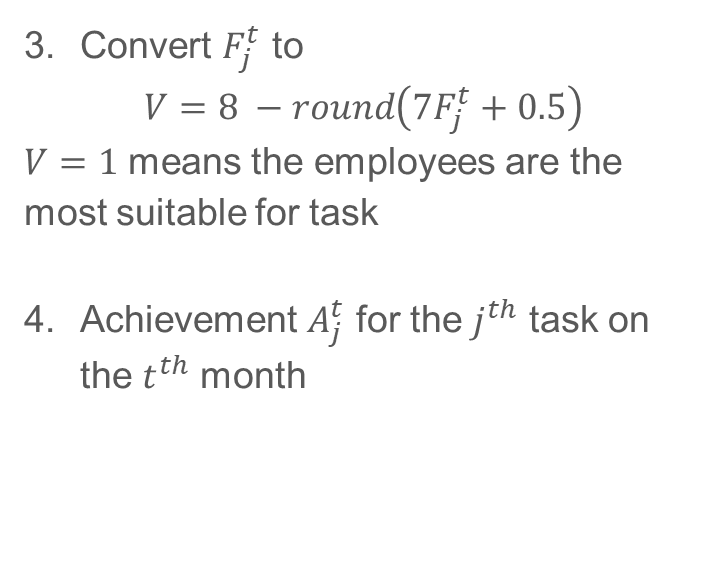 3. Convert F_j^t to
V = 8 − round(7F_j^t + 0.5)
V = 1 means the employees are the
most suitable for task
4. Achievement A_j^t for the j^th task on
the t^th month